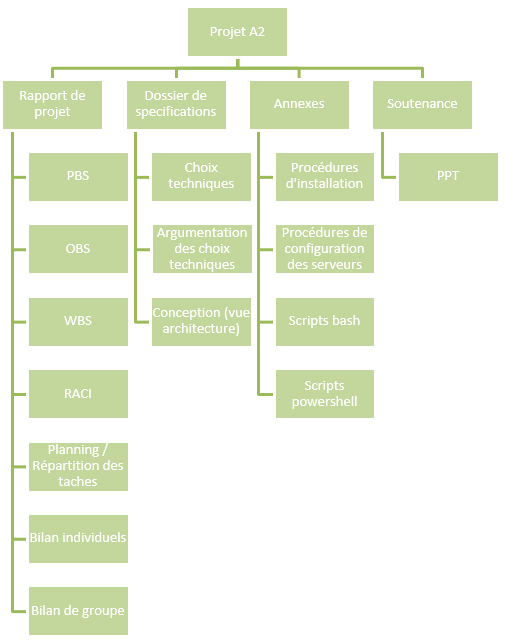 Projet A2
Rapport de
projet
PBS
OBS
WBS
RACI
Planning /
Répartition des
taches
Bilan individuels
Bilan de groupe
Dossier de
specifications
Choix
techniques
Argumentation
des choix
techniques
Conception (vue
architecture)
Annexes
Procédures
d'installation
Procédures de
configuration
des serveurs
Scripts bash
Scripts
powershell
Soutenance
PPT